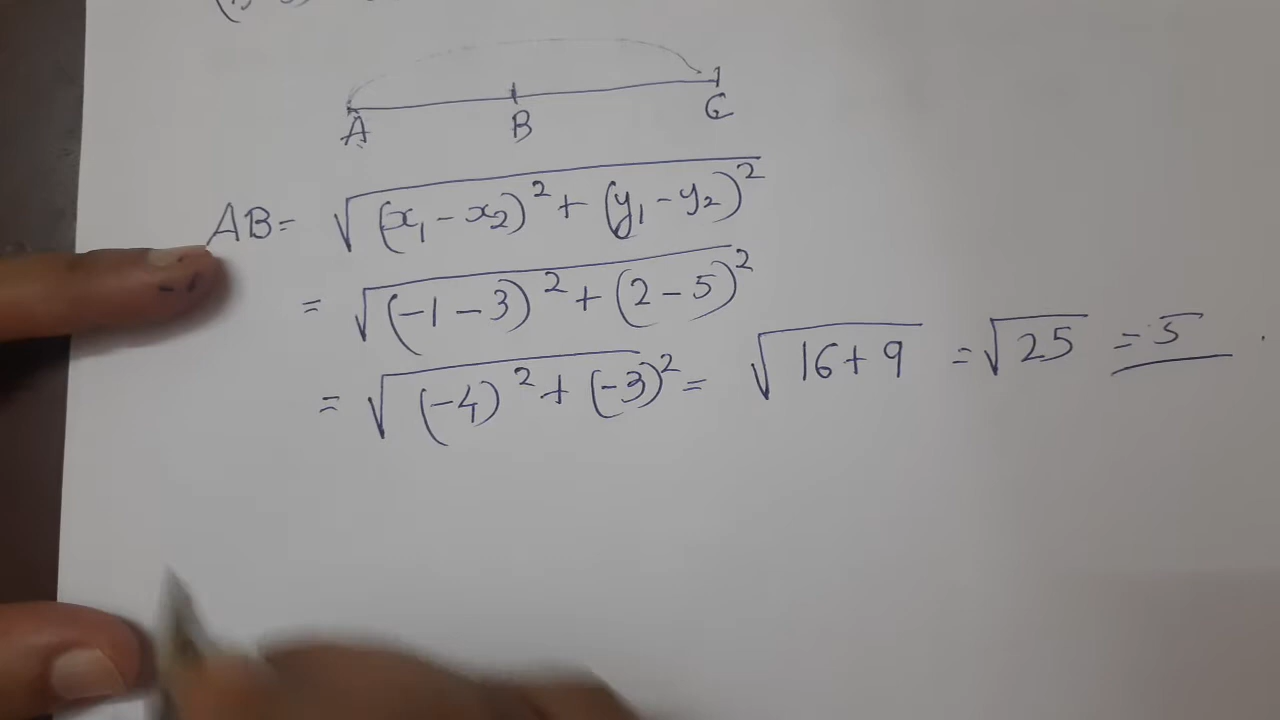 A B C
AB = √(x₁ - x₂)² + (y₁ - y₂)²
= √(-1 - 3)² + (2 - 5)²
= √(-4)² + (-3)² = √16 + 9 = √25 = 5